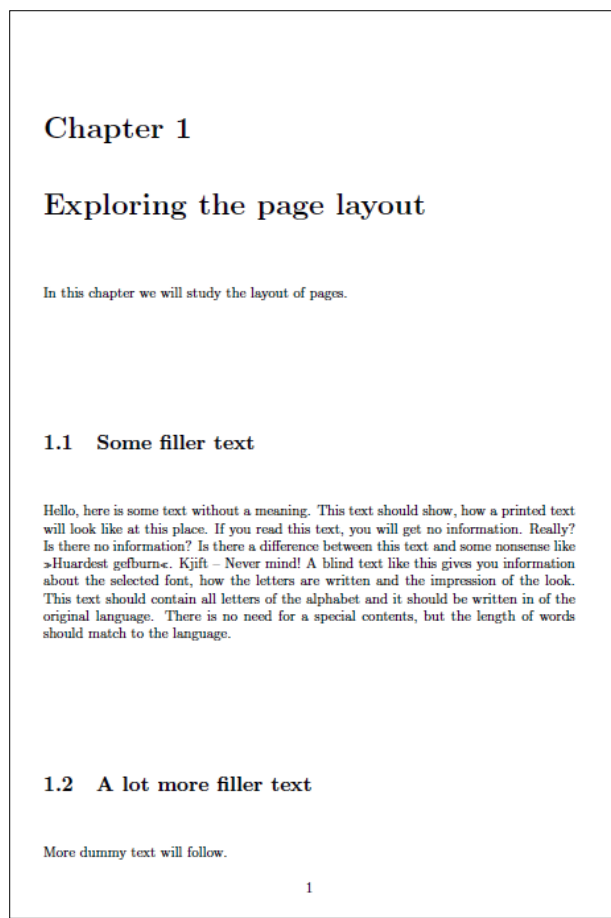 Chapter 1
Exploring the page layout
In this chapter we will study the layout of pages.
1.1 Some filler text
Hello, here is some text without a meaning. This text should show, how a printed text
will look like at this place. If you read this text, you will get no information. Really?
Is there no information? Is there a difference between this text and some nonsense like
»Huardest gefburn«. Kjift – Never mind! A blind text like this gives you information
about the selected font, how the letters are written and the impression of the look.
This text should contain all letters of the alphabet and it should be written in of the
original language. There is no need for a special contents, but the length of words
should match to the language.
1.2 A lot more filler text
More dummy text will follow.
1